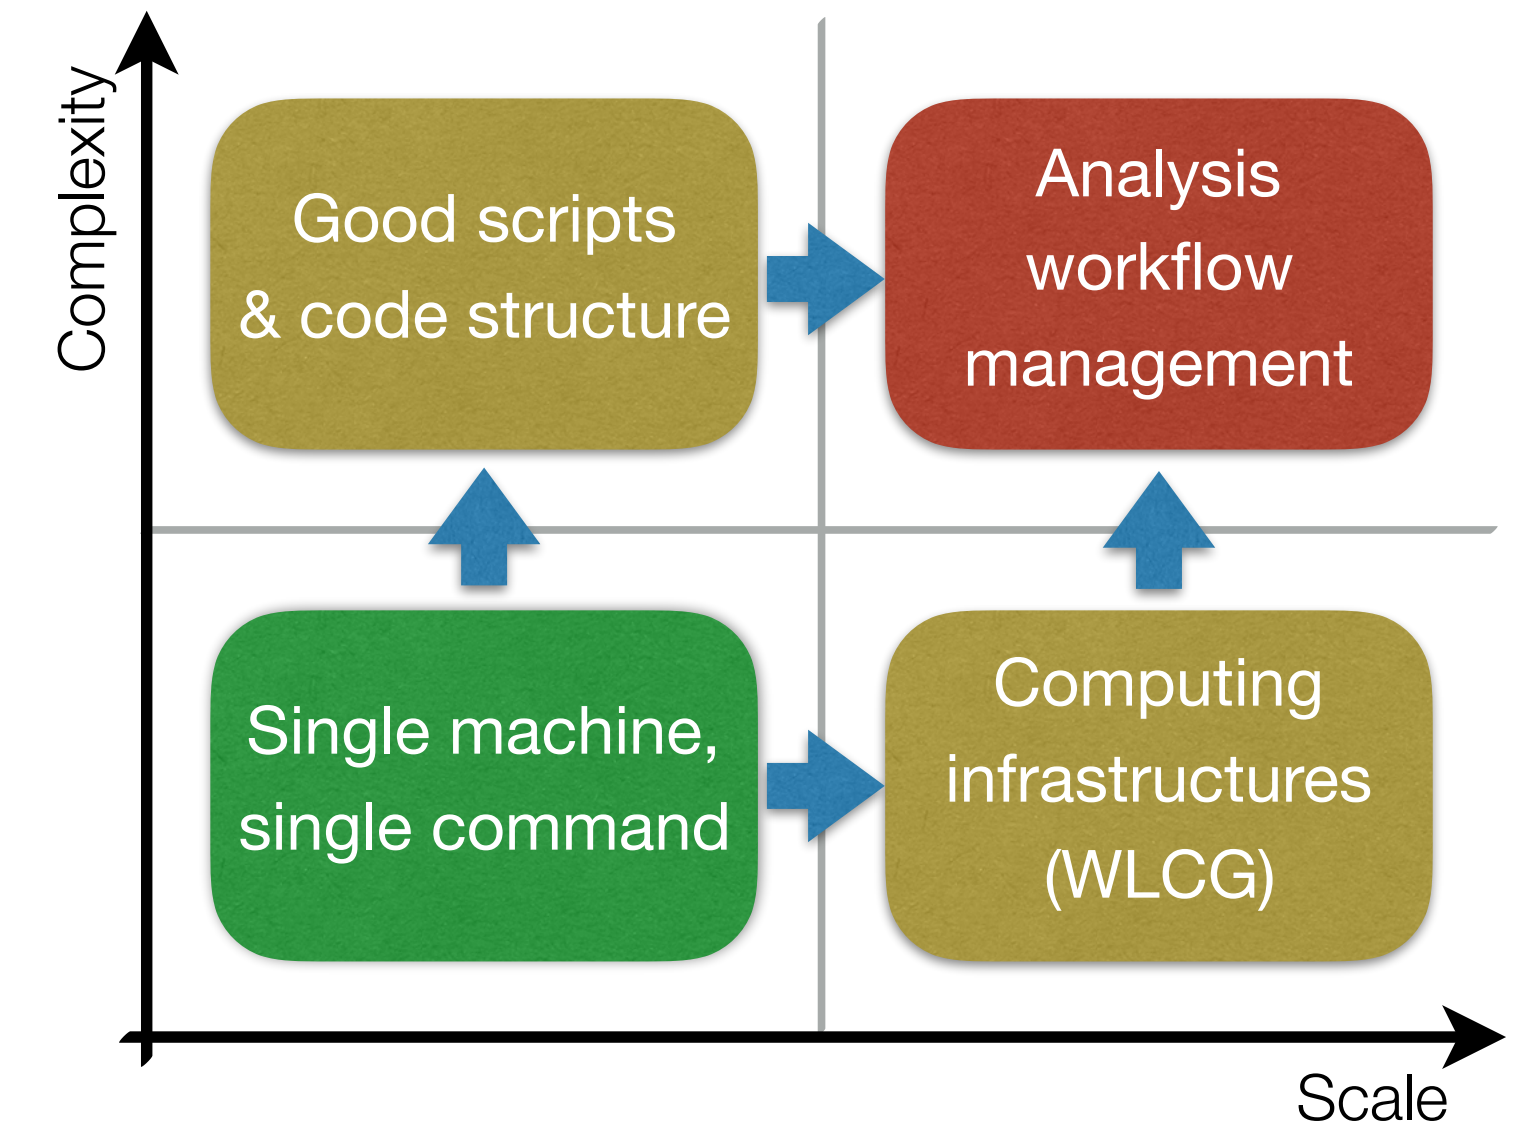 Complexity
Good scripts
& code structure
Analysis
workflow
management
Single machine,
single command
Computing
infrastructures
(WLCG)
Scale